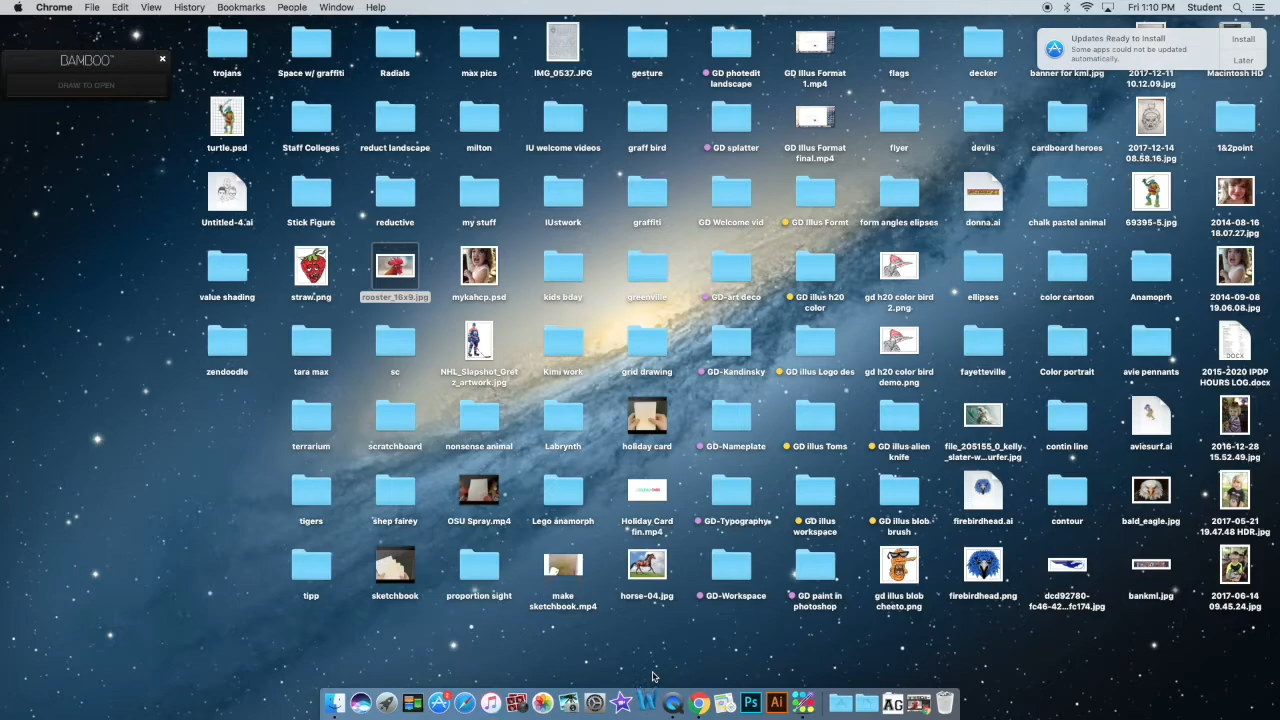 Chrome File Edit View History Bookmarks People Window Help
Fri 1:10 PM Student
BAMBOO
DRAW TO OPEN
Updates Ready to Install
Some apps could not be updated
automatically.
Install
Later
trojans
Space w/ graffiti
Radials
max pics
IMG_0537.JPG
gesture
GD photedit
landscape
GD Illus Format
1.mp4
flags
decker
banner for kml.jpg
2017-12-11
10.12.09.jpg
Macintosh HD
turtle.psd
Staff Colleges
reduct landscape
milton
IU welcome videos
graff bird
GD splatter
GD Illus Format
final.mp4
flyer
devils
cardboard heroes
2017-12-14
08.58.16.jpg
1&2point
Untitled-4.ai
Stick Figure
reductive
my stuff
IUstwork
graffiti
GD Welcome vid
GD Illus Formt
form angles elipses
donna.ai
chalk pastel animal
69395-5.jpg
2014-08-16
18.07.27.jpg
value shading
straw.png
rooster_16x9.jpg
mykahcp.psd
kids bday
greenville
GD-art deco
GD illus h20
color
gd h20 color bird
2.png
ellipses
color cartoon
Anamoprh
2014-09-08
19.06.08.jpg
zendoodle
tara max
sc
NHL_Slapshot_Gret
z_artwork.jpg
Kimi work
grid drawing
GD-Kandinsky
GD illus Logo des
gd h20 color bird
demo.png
fayetteville
Color portrait
avie pennants
DOCX
2015-2020 IPDP
HOURS LOG.docx
terrarium
scratchboard
nonsense animal
Labrynth
holiday card
GD-Nameplate
GD illus Toms
GD illus alien
knife
file_205155_0_kelly
_slater-w...urfer.jpg
contin line
aviesurf.ai
2016-12-28
15.52.49.jpg
tigers
shep fairey
OSU Spray.mp4
Lego anamorph
Holiday Card
fin.mp4
GD-Typography
GD illus
workspace
GD illus blob
brush
firebirdhead.ai
contour
bald_eagle.jpg
2017-05-21
19.47.48 HDR.jpg
tipp
sketchbook
proportion sight
make
sketchbook.mp4
horse-04.jpg
GD-Workspace
GD paint in
photoshop
gd illus blob
cheeto.png
firebirdhead.png
dcd92780-
fc46-42...fc174.jpg
bankml.jpg
2017-06-14
09.45.24.jpg
Ps
Ai
AG